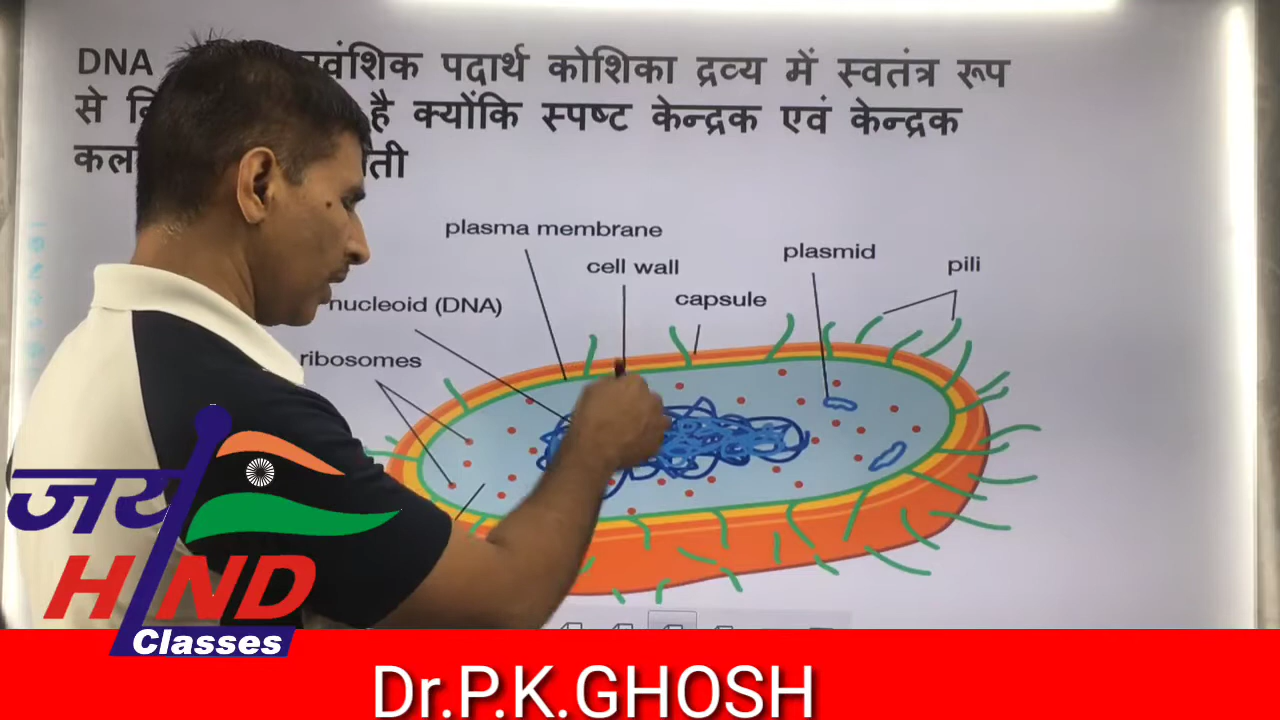 DNA पदार्थ कोशिका द्रव्य में स्वतंत्र रूप
से है क्योंकि स्पष्ट केन्द्रक एवं केन्द्रक
plasma membrane
cell wall
plasmid
pili
nucleoid (DNA)
capsule
ribosomes
जय
HIND
Classes
Dr.P.K.GHOSH